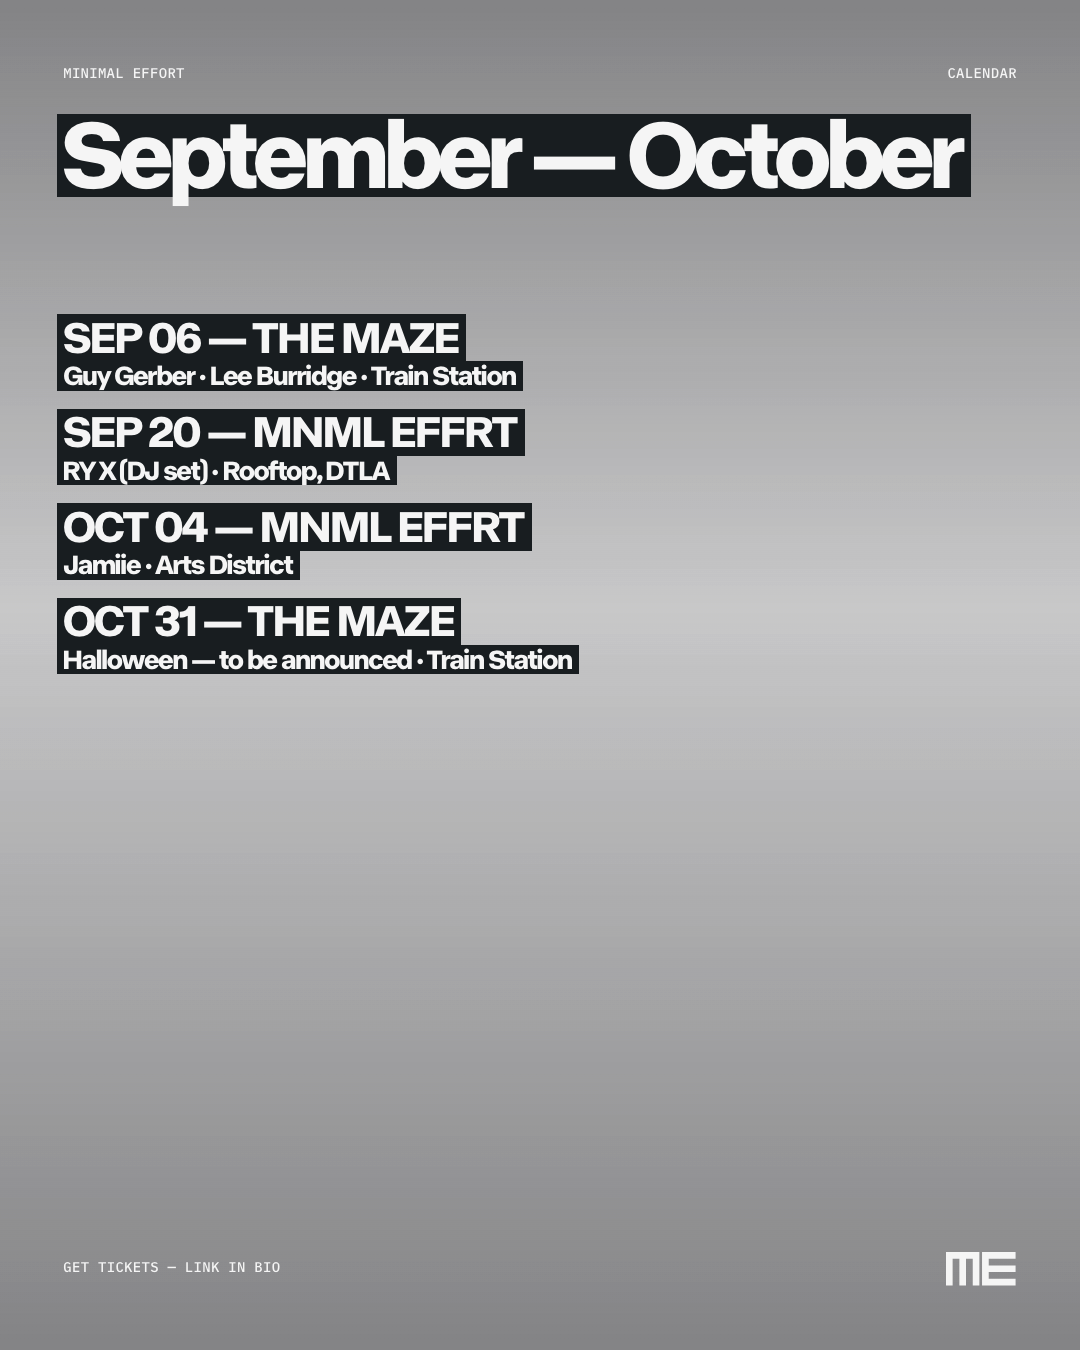 MINIMAL EFFORT
CALENDAR
September — October
SEP 06 — THE MAZE
Guy Gerber · Lee Burridge · Train Station
SEP 20 — MNML EFFRT
RY X (DJ set) · Rooftop, DTLA
OCT 04 — MNML EFFRT
Jamiie · Arts District
OCT 31 — THE MAZE
Halloween — to be announced · Train Station
GET TICKETS — LINK IN BIO
ME